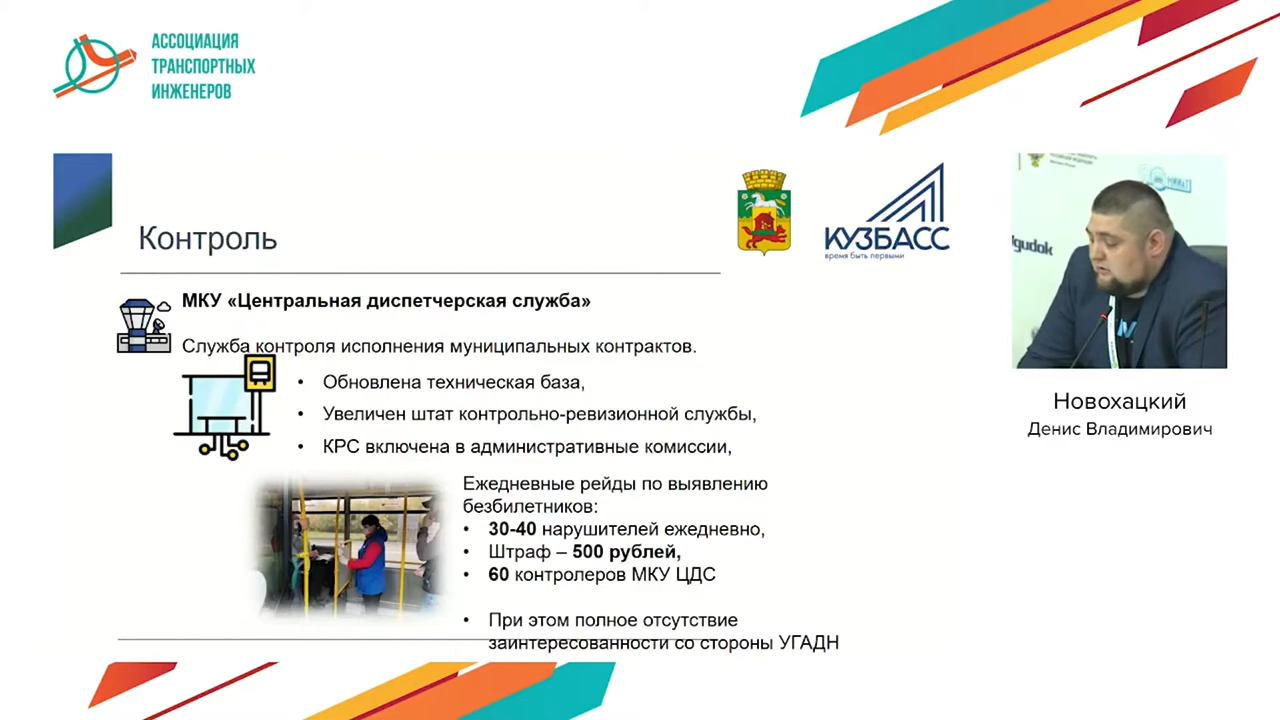 АССОЦИАЦИЯ
ТРАНСПОРТНЫХ
ИНЖЕНЕРОВ
Контроль
КУЗБАСС
время быть первыми
МКУ «Центральная диспетчерская служба»
Служба контроля исполнения муниципальных контрактов.
• Обновлена техническая база,
• Увеличен штат контрольно-ревизионной службы,
• КРС включена в административные комиссии,
Ежедневные рейды по выявлению
безбилетников:
• 30-40 нарушителей ежедневно,
• Штраф – 500 рублей,
• 60 контролеров МКУ ЦДС
• При этом полное отсутствие
заинтересованности со стороны УГАДН
gudok
Новохацкий
Денис Владимирович